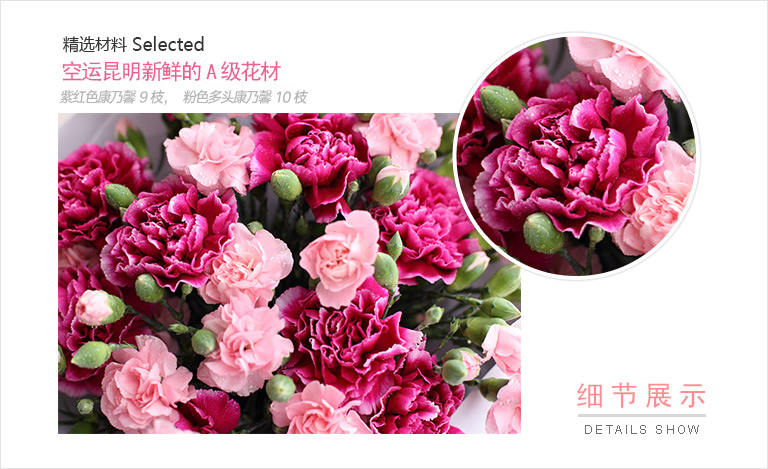 精选材料 Selected
空运昆明新鲜的 A 级花材
紫红色康乃馨 9 枝， 粉色多头康乃馨 10 枝
细节展示
DETAILS SHOW